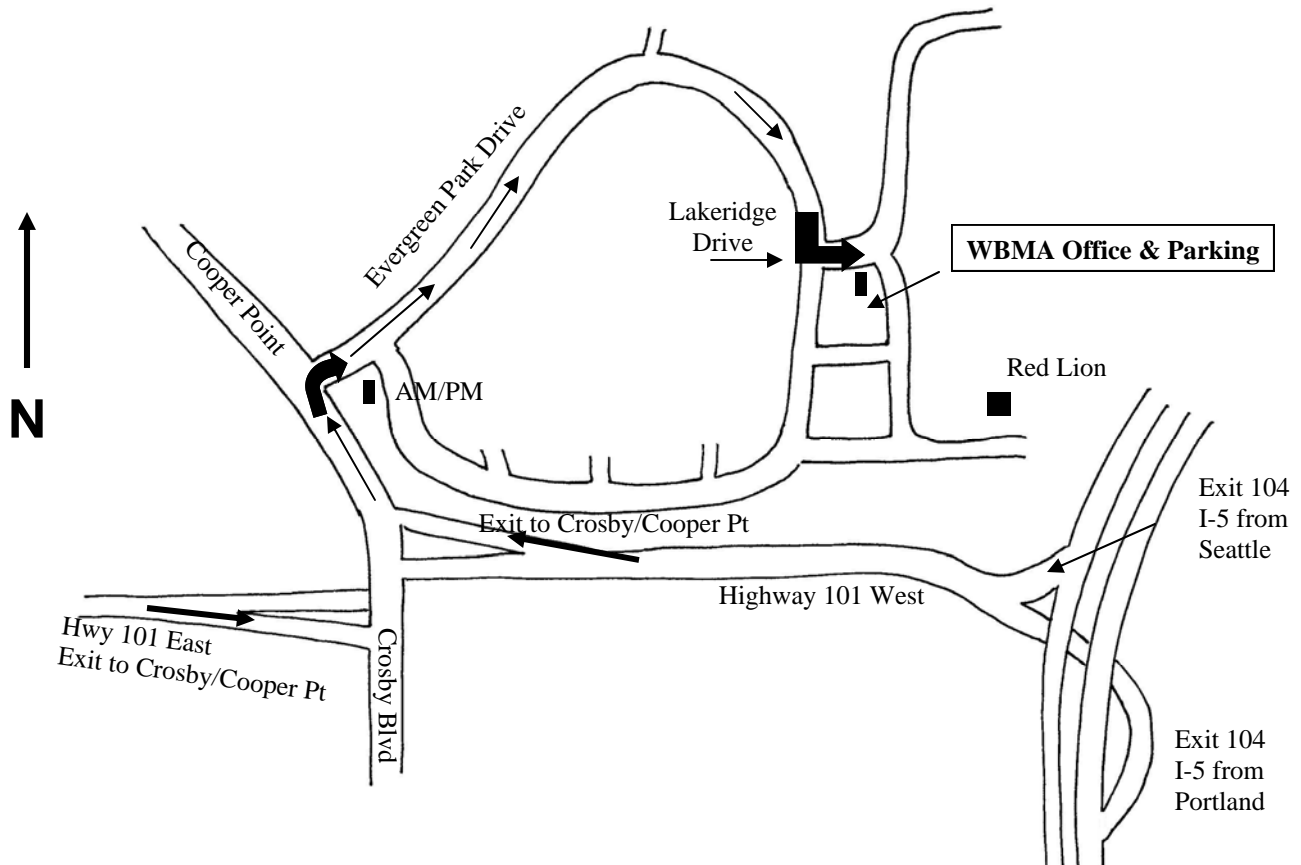 Evergreen Park Drive
Lakeridge
Drive
WBMA Office & Parking
Cooper Point
N
AM/PM
Red Lion
Exit 104
I-5 from
Seattle
Exit to Crosby/Cooper Pt
Highway 101 West
Hwy 101 East
Exit to Crosby/Cooper Pt
Crosby Blvd
Exit 104
I-5 from
Portland